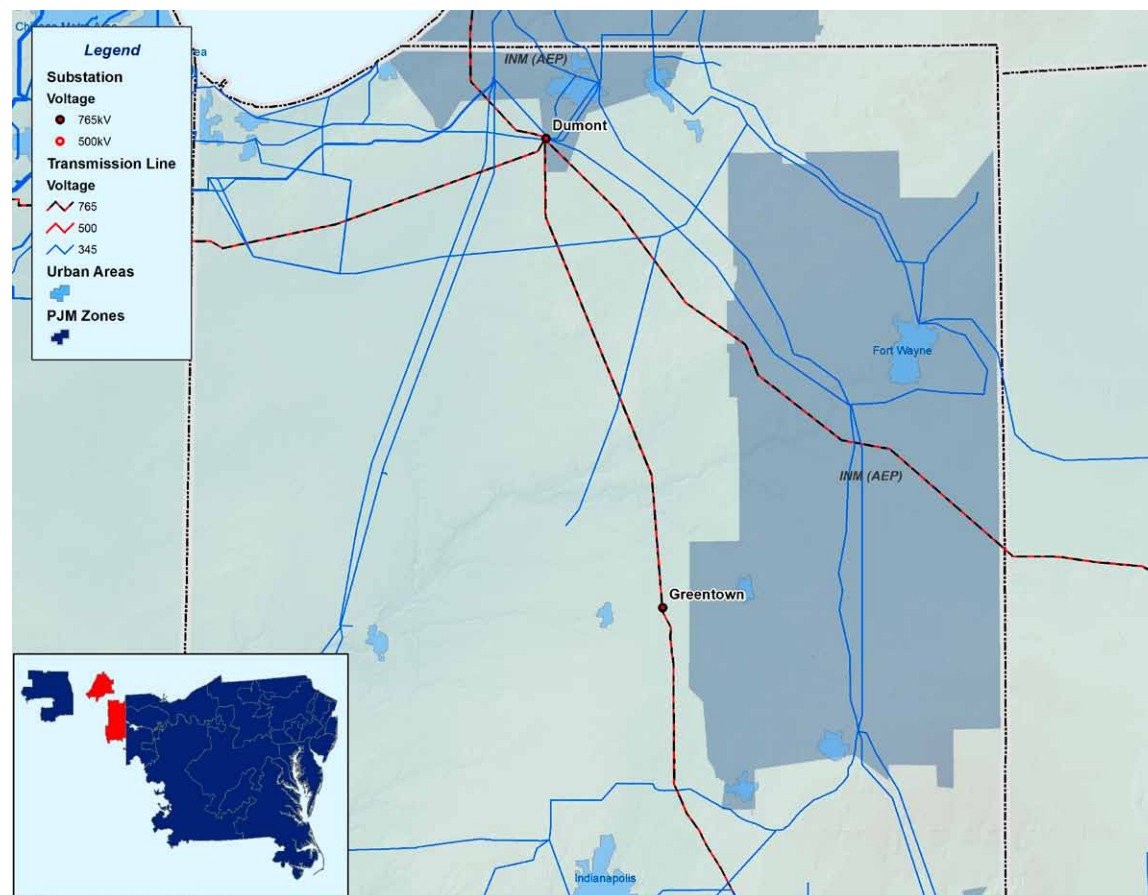 Legend
Substation
Voltage
765kV
500kV
Transmission Line
Voltage
765
500
345
Urban Areas
PJM Zones
INM (AEP)
Dumont
Fort Wayne
INM (AEP)
Greentown
Indianapolis